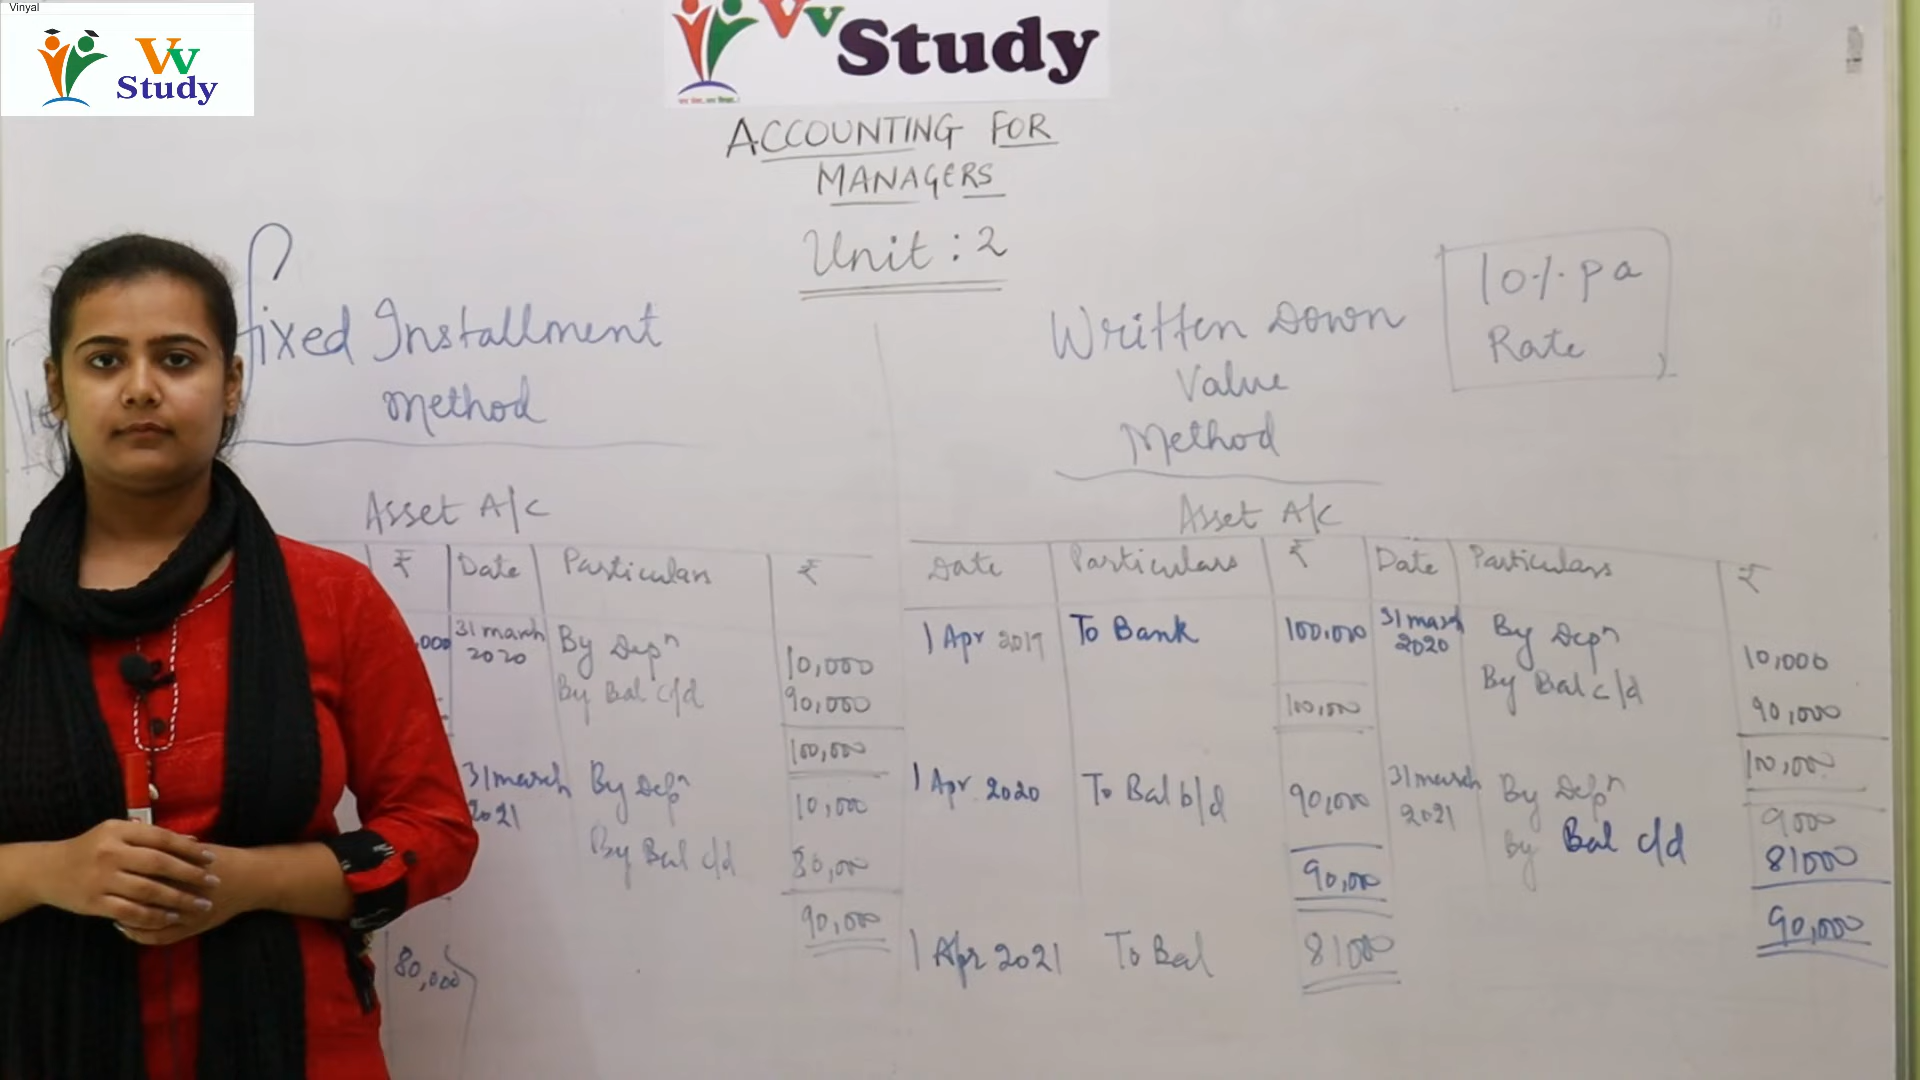 Vinyal
Vv
Study
Vv
Study
ACCOUNTING FOR
MANAGERS
Unit : 2
10% pa
Rate
fixed Installment
Method
Written Down
Value
Method
Asset A/C
₹ Date Particulars ₹
,000 31 march 2020 By Depn 10,000
By Bal c/d 90,000
100,000
31 march 2021 By Depn 10,000
By Bal c/d 80,000
90,000
80,000
Asset A/C
Date Particulars ₹ Date Particulars ₹
1 Apr 2019 To Bank 100,000 31 march 2020 By Depn 10,000
By Bal c/d 90,000
100,000 100,000
1 Apr 2020 To Bal b/d 90,000 31 march 2021 By Depn 9000
by Bal c/d 81000
90,000 90,000
1 Apr 2021 To Bal 81000